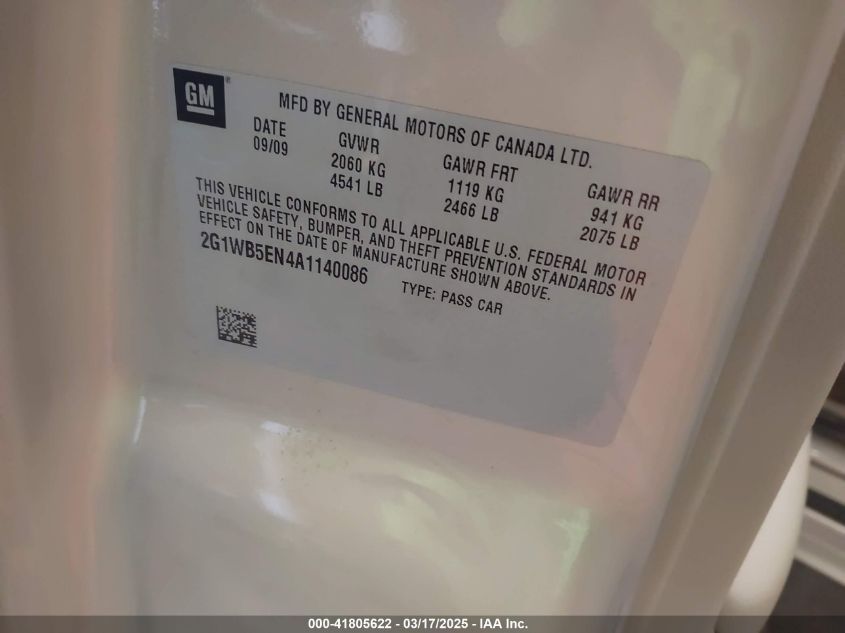 GM ®
MFD BY GENERAL MOTORS OF CANADA LTD.
DATE GVWR GAWR FRT GAWR RR
09/09 2060 KG 1119 KG 941 KG
4541 LB 2466 LB 2075 LB
THIS VEHICLE CONFORMS TO ALL APPLICABLE U.S. FEDERAL MOTOR
VEHICLE SAFETY, BUMPER, AND THEFT PREVENTION STANDARDS IN
EFFECT ON THE DATE OF MANUFACTURE SHOWN ABOVE.
2G1WB5EN4A1140086 TYPE: PASS CAR
000-41805622 - 03/17/2025 - IAA Inc.